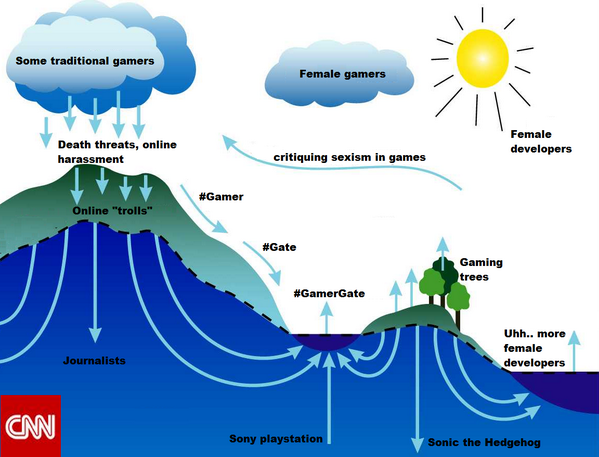 Some traditional gamers
Female gamers
Female
developers
Death threats, online
harassment
critiquing sexism in games
#Gamer
Online "trolls"
#Gate
Gaming
trees
#GamerGate
Uhh.. more
female
developers
Journalists
CNN
Sony playstation
Sonic the Hedgehog